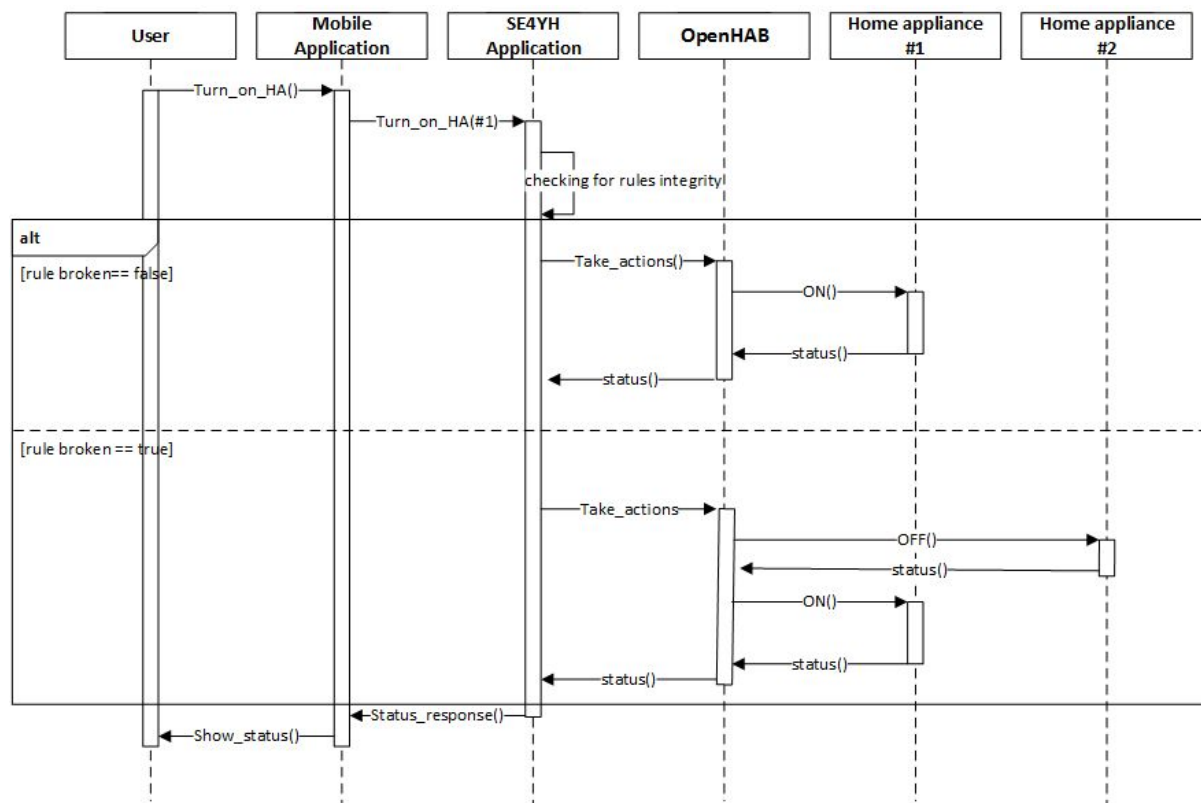 User
Mobile
Application
SE4YH
Application
OpenHAB
Home appliance
#1
Home appliance
#2
Turn_on_HA()
Turn_on_HA(#1)
checking for rules integrity
alt
[rule broken== false]
Take_actions()
ON()
status()
status()
[rule broken == true]
Take_actions
OFF()
status()
ON()
status()
status()
Status_response()
Show_status()